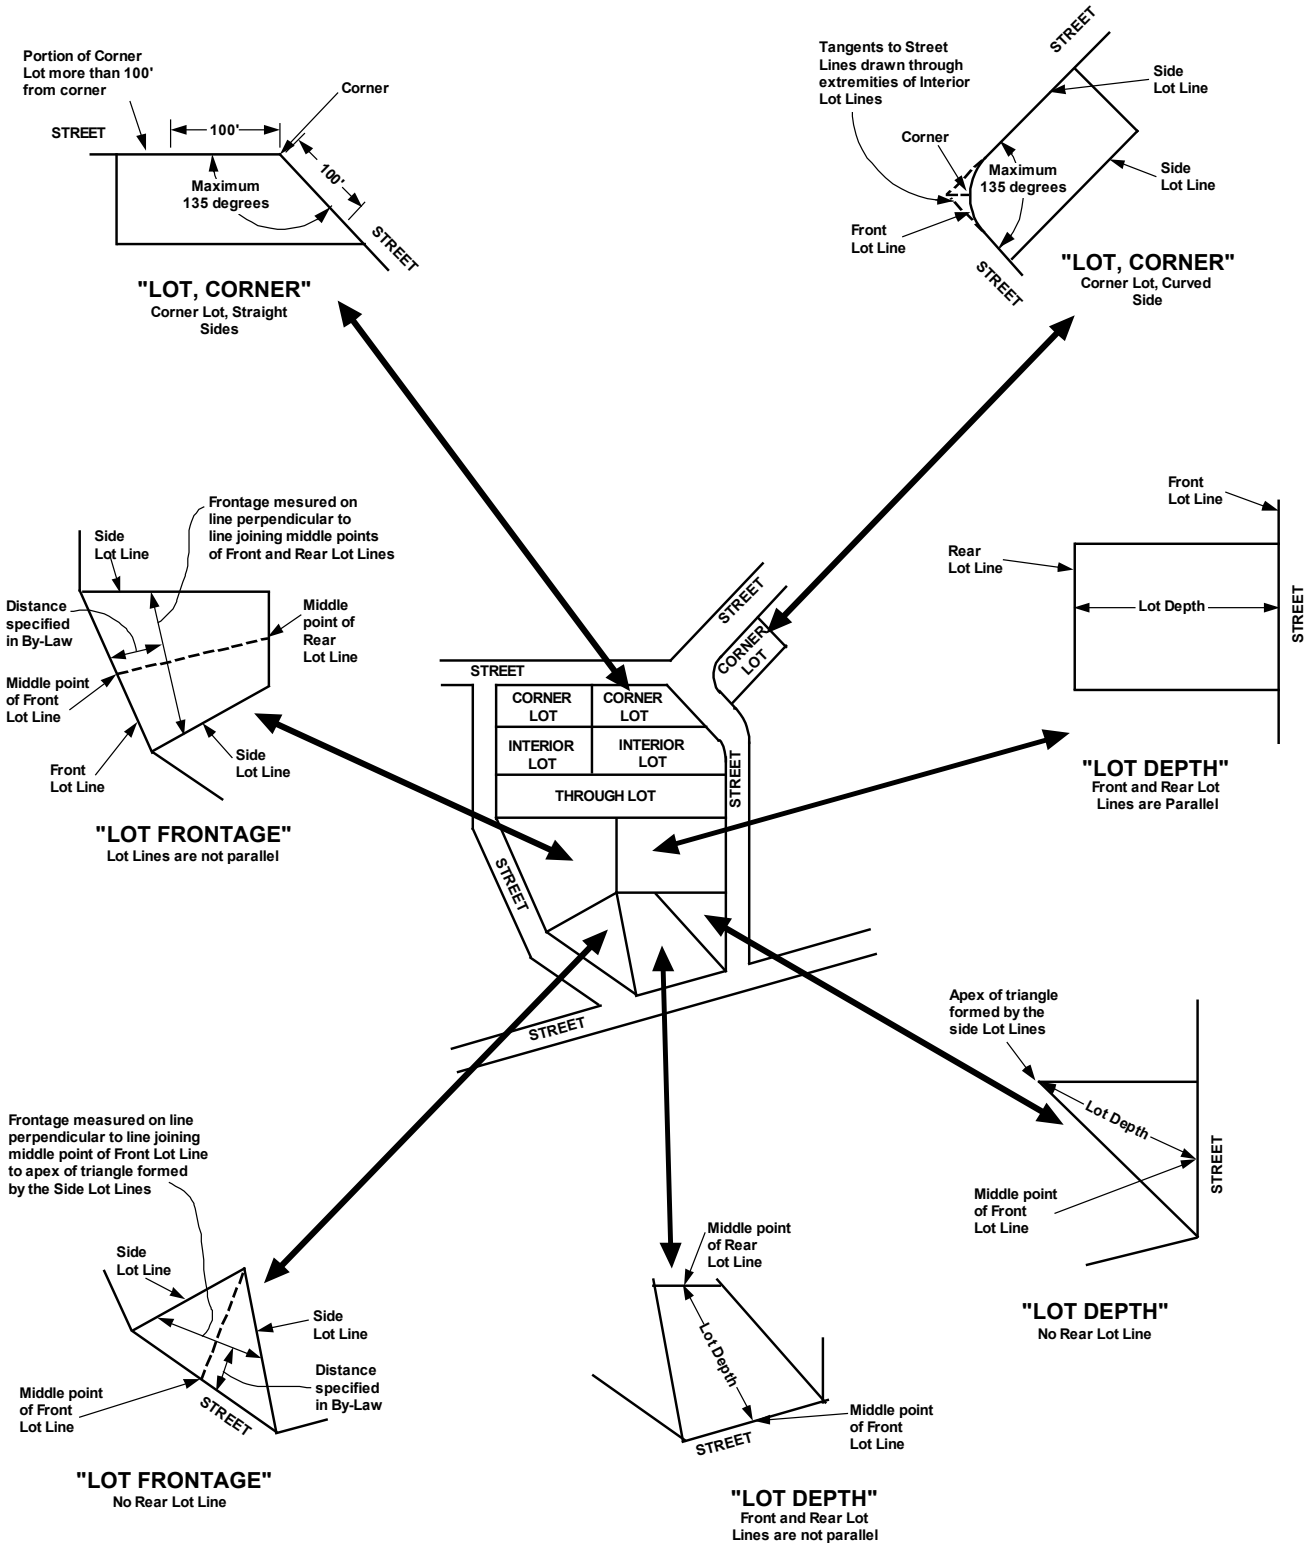 Portion of Corner
Lot more than 100'
from corner
STREET
100'
Corner
100'
Maximum
135 degrees
STREET
"LOT, CORNER"
Corner Lot, Straight
Sides
STREET
Tangents to Street
Lines drawn through
extremities of Interior
Lot Lines
Side
Lot Line
Corner
Maximum
135 degrees
Side
Lot Line
Front
Lot Line
STREET
"LOT, CORNER"
Corner Lot, Curved
Side
Frontage mesured on
line perpendicular to
line joining middle points
of Front and Rear Lot Lines
Side
Lot Line
Distance
specified
in By-Law
Middle
point of
Rear
Lot Line
Middle point
of Front
Lot Line
Side
Lot Line
Front
Lot Line
"LOT FRONTAGE"
Lot Lines are not parallel
Front
Lot Line
Rear
Lot Line
Lot Depth
STREET
"LOT DEPTH"
Front and Rear Lot
Lines are Parallel
STREET
STREET
CORNER
LOT
CORNER
LOT
CORNER
LOT
INTERIOR
LOT
INTERIOR
LOT
STREET
THROUGH LOT
STREET
STREET
Apex of triangle
formed by the
side Lot Lines
Lot Depth
STREET
Middle point
of Front
Lot Line
"LOT DEPTH"
No Rear Lot Line
Frontage measured on line
perpendicular to line joining
middle point of Front Lot Line
to apex of triangle formed
by the Side Lot Lines
Side
Lot Line
Side
Lot Line
Distance
specified
in By-Law
Middle point
of Front
Lot Line
STREET
"LOT FRONTAGE"
No Rear Lot Line
Middle point
of Rear
Lot Line
Lot Depth
Middle point
of Front
Lot Line
STREET
"LOT DEPTH"
Front and Rear Lot
Lines are not parallel